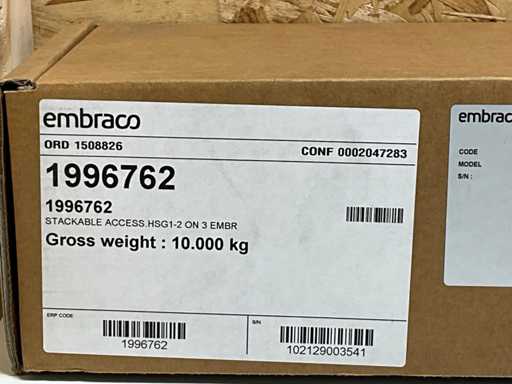 embraco
ORD 1508826
CONF 0002047283
1996762
1996762
STACKABLE ACCESS.HSG1-2 ON 3 EMBR
Gross weight : 10.000 kg
ERP CODE
1996762
S/N
102129003541
embrac
CODE
MODEL
S/N :